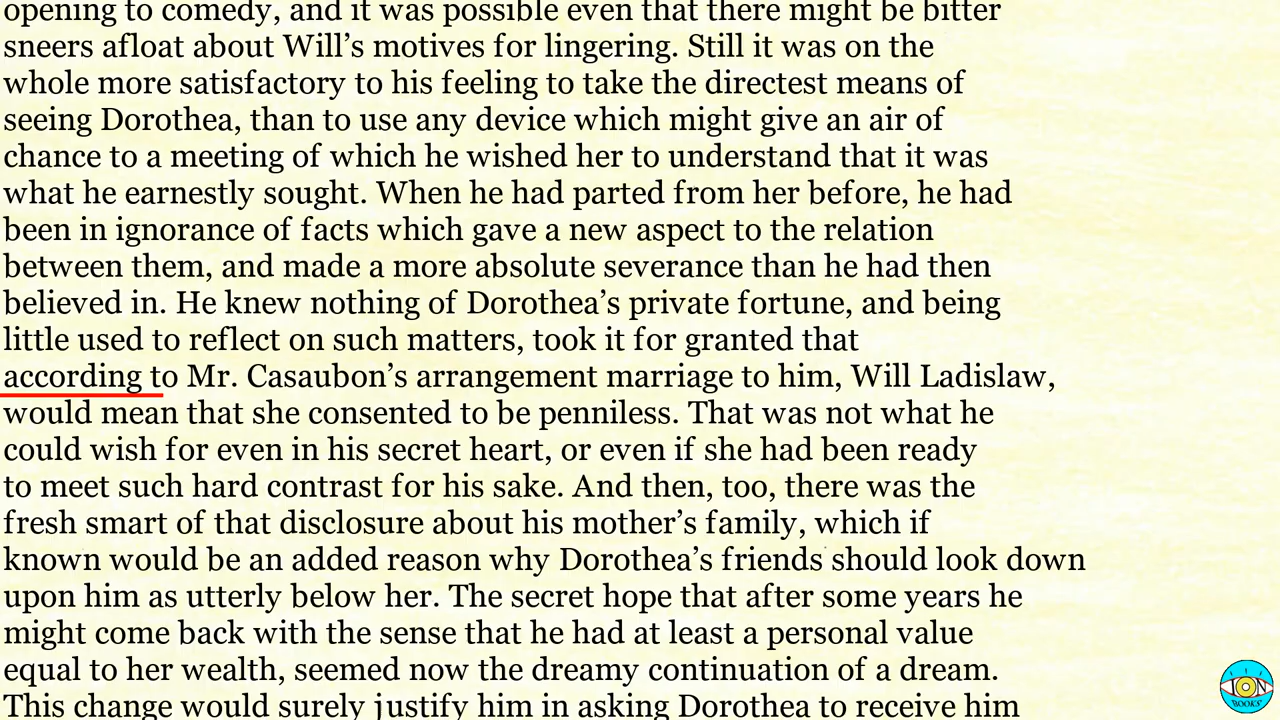 opening to comedy, and it was possible even that there might be bitter
sneers afloat about Will’s motives for lingering. Still it was on the
whole more satisfactory to his feeling to take the directest means of
seeing Dorothea, than to use any device which might give an air of
chance to a meeting of which he wished her to understand that it was
what he earnestly sought. When he had parted from her before, he had
been in ignorance of facts which gave a new aspect to the relation
between them, and made a more absolute severance than he had then
believed in. He knew nothing of Dorothea’s private fortune, and being
little used to reflect on such matters, took it for granted that
according to Mr. Casaubon’s arrangement marriage to him, Will Ladislaw,
would mean that she consented to be penniless. That was not what he
could wish for even in his secret heart, or even if she had been ready
to meet such hard contrast for his sake. And then, too, there was the
fresh smart of that disclosure about his mother’s family, which if
known would be an added reason why Dorothea’s friends should look down
upon him as utterly below her. The secret hope that after some years he
might come back with the sense that he had at least a personal value
equal to her wealth, seemed now the dreamy continuation of a dream.
This change would surely justify him in asking Dorothea to receive him
ION
BOOKS